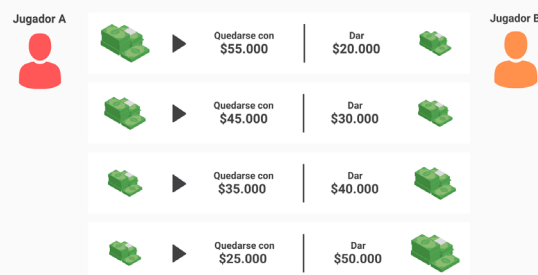 Jugador A
Jugador B
Quedarse con
$55.000
Dar
$20.000
Quedarse con
$45.000
Dar
$30.000
Quedarse con
$35.000
Dar
$40.000
Quedarse con
$25.000
Dar
$50.000